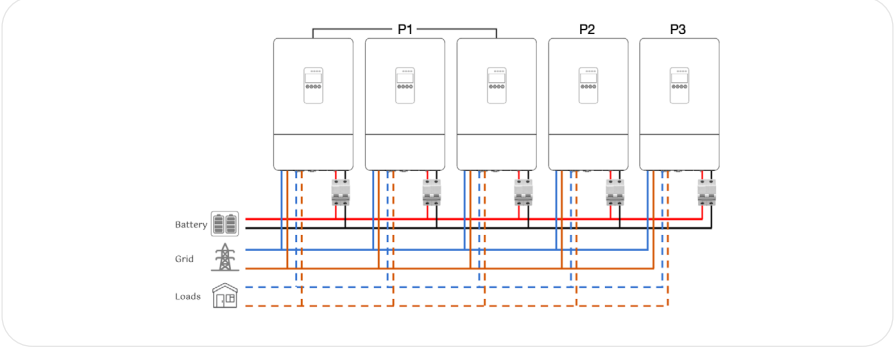 P1
P2
P3
Battery
Grid
Loads